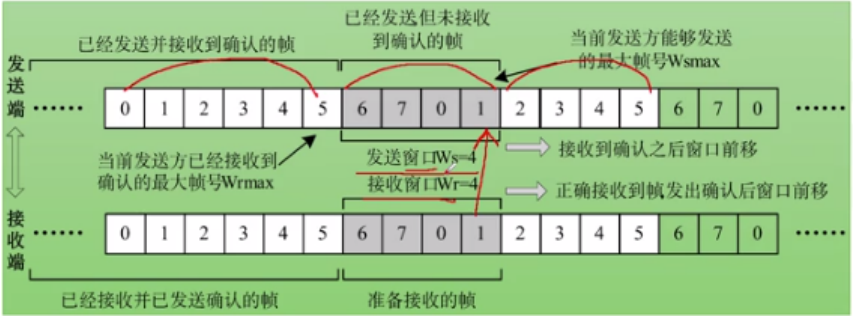 已经发送并接收到确认的帧
已经发送,但未接收
到确认的帧
当前发送方能够发送
的最大帧号Wsmax
发送端
…… 0 1 2 3 4 5 6 7 0 1 2 3 4 5 6 7 0 ……
当前发送方已经接收到
确认的最大帧号Wrmax
发送窗口Ws=4
接收到确认之后窗口前移
接收窗口Wr=4
正确接收到帧,发出确认后窗口前移
接收端
…… 0 1 2 3 4 5 6 7 0 1 2 3 4 5 6 7 0 ……
已经接收并已发送确认的帧
准备接收的帧